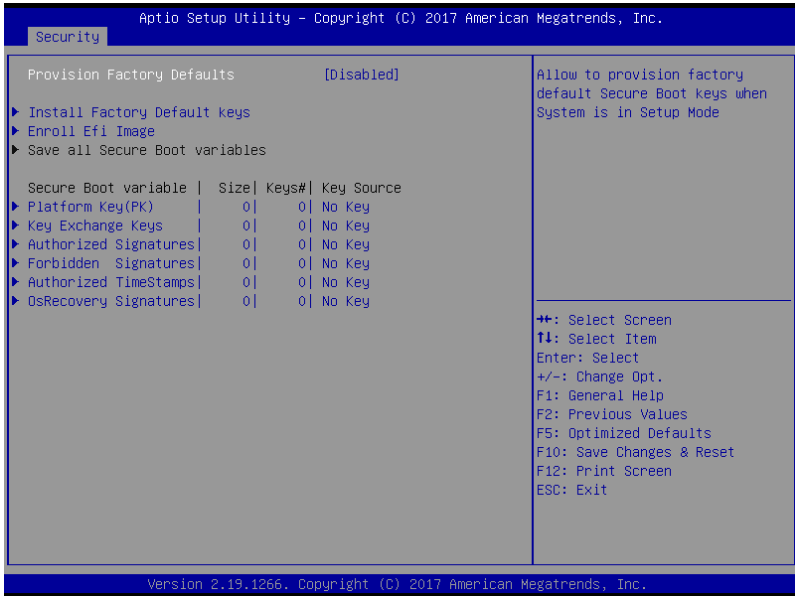 Aptio Setup Utility – Copyright (C) 2017 American Megatrends, Inc.
Security
Provision Factory Defaults [Disabled]
Install Factory Default keys
Enroll Efi Image
Save all Secure Boot variables
Secure Boot variable | Size| Keys#| Key Source
Platform Key(PK) | 0| 0| No Key
Key Exchange Keys | 0| 0| No Key
Authorized Signatures| 0| 0| No Key
Forbidden Signatures| 0| 0| No Key
Authorized TimeStamps| 0| 0| No Key
OsRecovery Signatures| 0| 0| No Key
Allow to provision factory
default Secure Boot keys when
System is in Setup Mode
→←: Select Screen
↑↓: Select Item
Enter: Select
+/-: Change Opt.
F1: General Help
F2: Previous Values
F5: Optimized Defaults
F10: Save Changes & Reset
F12: Print Screen
ESC: Exit
Version 2.19.1266. Copyright (C) 2017 American Megatrends, Inc.